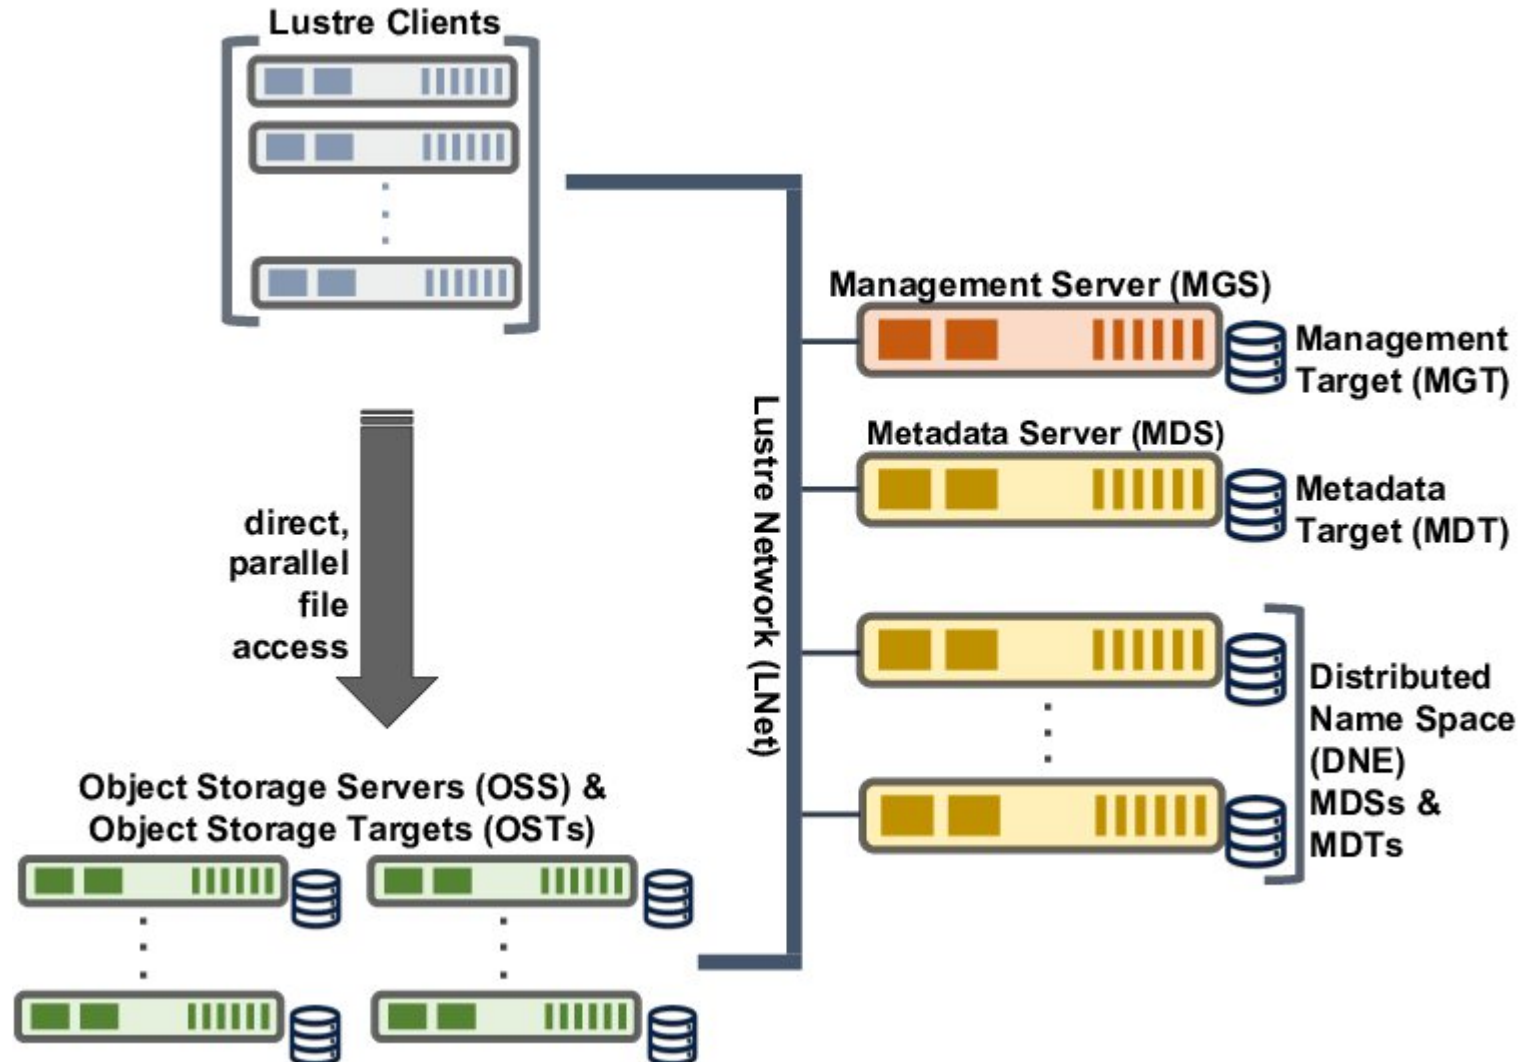 Lustre Clients
Management Server (MGS)
Management
Target (MGT)
Metadata Server (MDS)
Metadata
Target (MDT)
Lustre Network (LNet)
direct,
parallel
file
access
Distributed
Name Space
(DNE)
MDSs &
MDTs
Object Storage Servers (OSS) &
Object Storage Targets (OSTs)